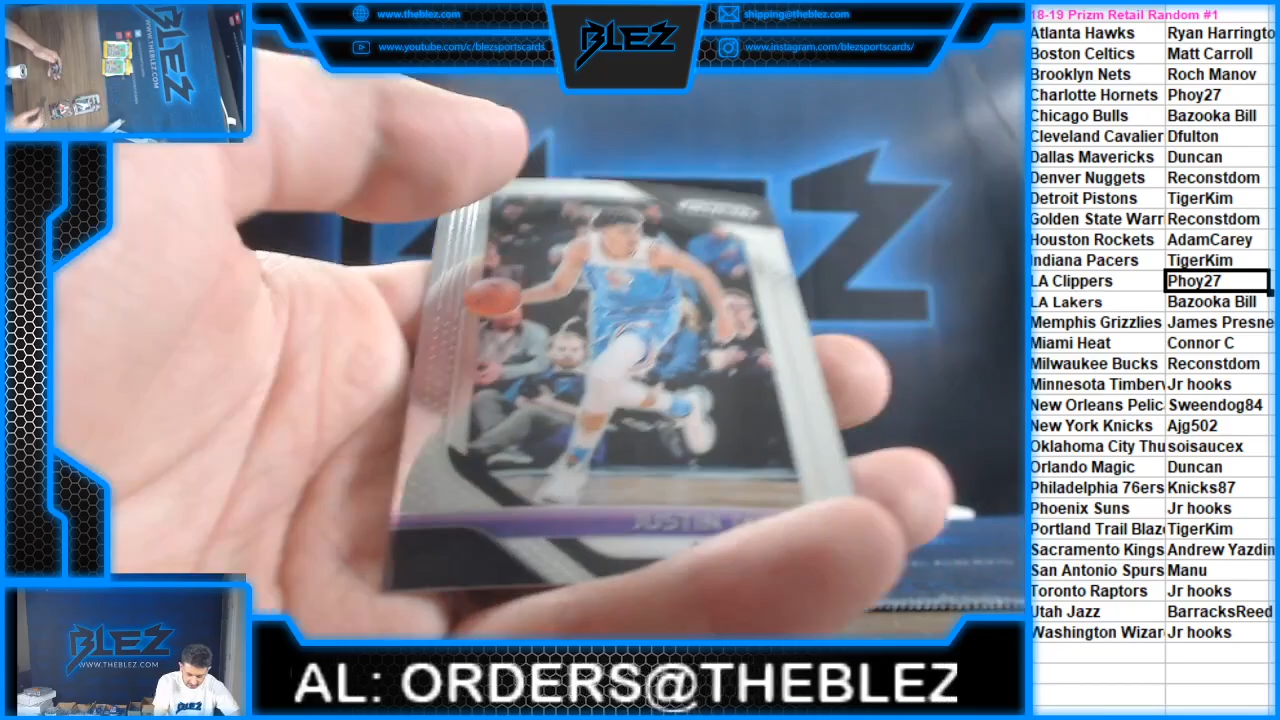 www.theblez.com
www.youtube.com/c/blezsportscards
BLEZ
shipping@theblez.com
www.instagram.com/blezsportscards/
18-19 Prizm Retail Random #1
Atlanta Hawks Ryan Harringto
Boston Celtics Matt Carroll
Brooklyn Nets Roch Manov
Charlotte Hornets Phoy27
Chicago Bulls Bazooka Bill
Cleveland Cavalier Dfulton
Dallas Mavericks Duncan
Denver Nuggets Reconstdom
Detroit Pistons TigerKim
Golden State Warr Reconstdom
Houston Rockets AdamCarey
Indiana Pacers TigerKim
LA Clippers Phoy27
LA Lakers Bazooka Bill
Memphis Grizzlies James Presne
Miami Heat Connor C
Milwaukee Bucks Reconstdom
Minnesota Timberv Jr hooks
New Orleans Pelic Sweendog84
New York Knicks Ajg502
Oklahoma City Thu soisaucex
Orlando Magic Duncan
Philadelphia 76ers Knicks87
Phoenix Suns Jr hooks
Portland Trail Blaz TigerKim
Sacramento Kings Andrew Yazdin
San Antonio Spurs Manu
Toronto Raptors Jr hooks
Utah Jazz BarracksReed
Washington Wizar Jr hooks
WWW.THEBLEZ.COM
JUSTIN
BLEZ
WWW.THEBLEZ.COM
AL: ORDERS@THEBLEZ